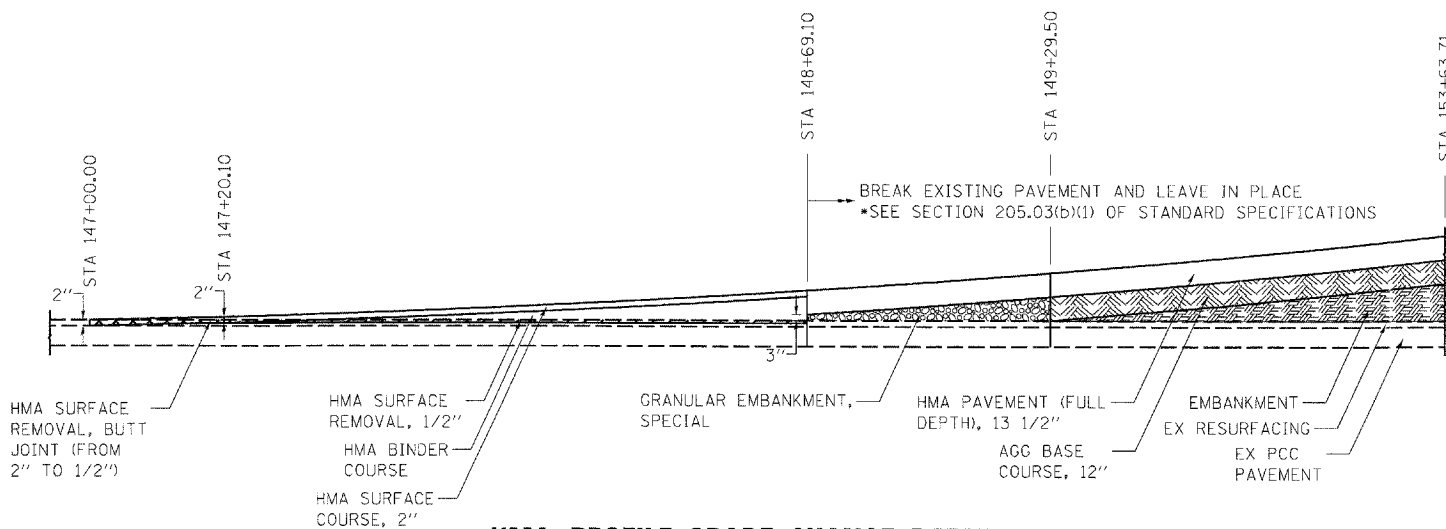 STA 147+00.00
STA 147+20.10
STA 148+69.10
STA 149+29.50
BREAK EXISTING PAVEMENT AND LEAVE IN PLACE
*SEE SECTION 205.03(b)(1) OF STANDARD SPECIFICATIONS
2"
2"
3"
HMA SURFACE
REMOVAL, BUTT
JOINT (FROM
2" TO 1/2")
HMA SURFACE
REMOVAL, 1/2"
HMA BINDER
COURSE
HMA SURFACE
COURSE, 2"
GRANULAR EMBANKMENT,
SPECIAL
HMA PAVEMENT (FULL
DEPTH), 13 1/2"
AGG BASE
COURSE, 12"
EMBANKMENT
EX RESURFACING
EX PCC
PAVEMENT